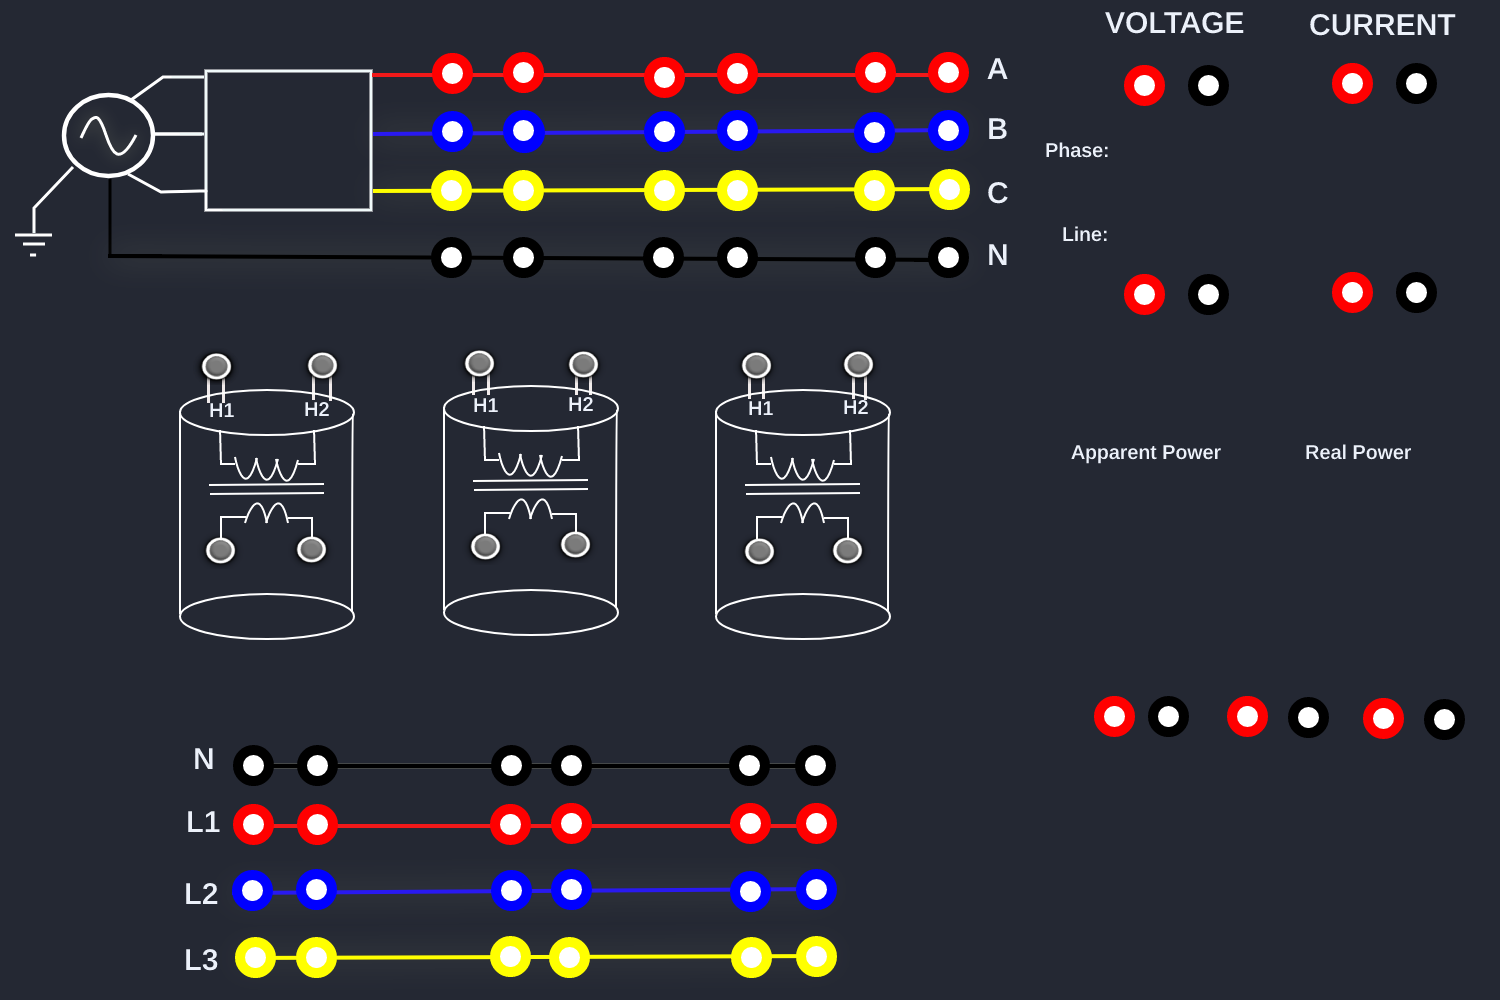 VOLTAGE CURRENT
A
B
Phase:
C
Line:
N
H1 H2 H1 H2 H1 H2
Apparent Power Real Power
N
L1
L2
L3